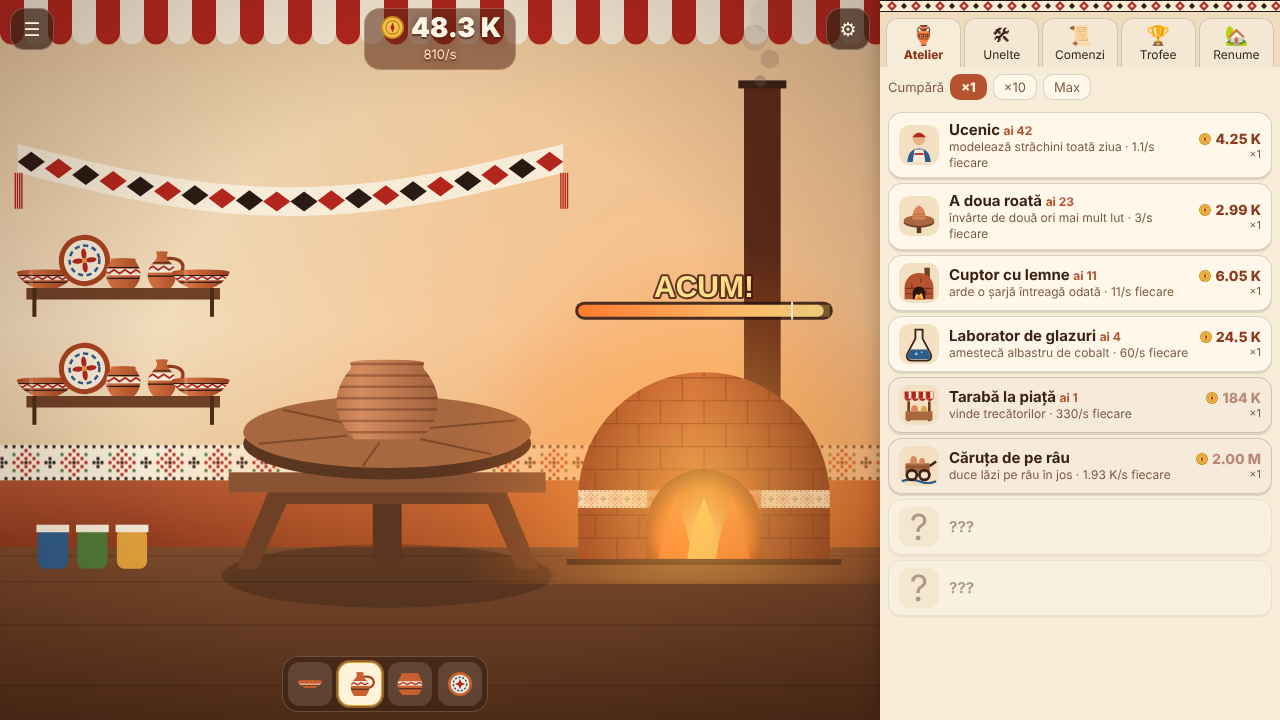 48.3 K
810/s
ACUM!
Atelier
Unelte
Comenzi
Trofee
Renume
Cumpără
×1
×10
Max
Ucenic ai 42
modelează străchini toată ziua · 1.1/s
fiecare
4.25 K
×1
A doua roată ai 23
învârte de două ori mai mult lut · 3/s
fiecare
2.99 K
×1
Cuptor cu lemne ai 11
arde o șarjă întreagă odată · 11/s fiecare
6.05 K
×1
Laborator de glazuri ai 4
amestecă albastru de cobalt · 60/s fiecare
24.5 K
×1
Tarabă la piață ai 1
vinde trecătorilor · 330/s fiecare
184 K
×1
Căruța de pe râu
duce lăzi pe râu în jos · 1.93 K/s fiecare
2.00 M
×1
?
???
?
???